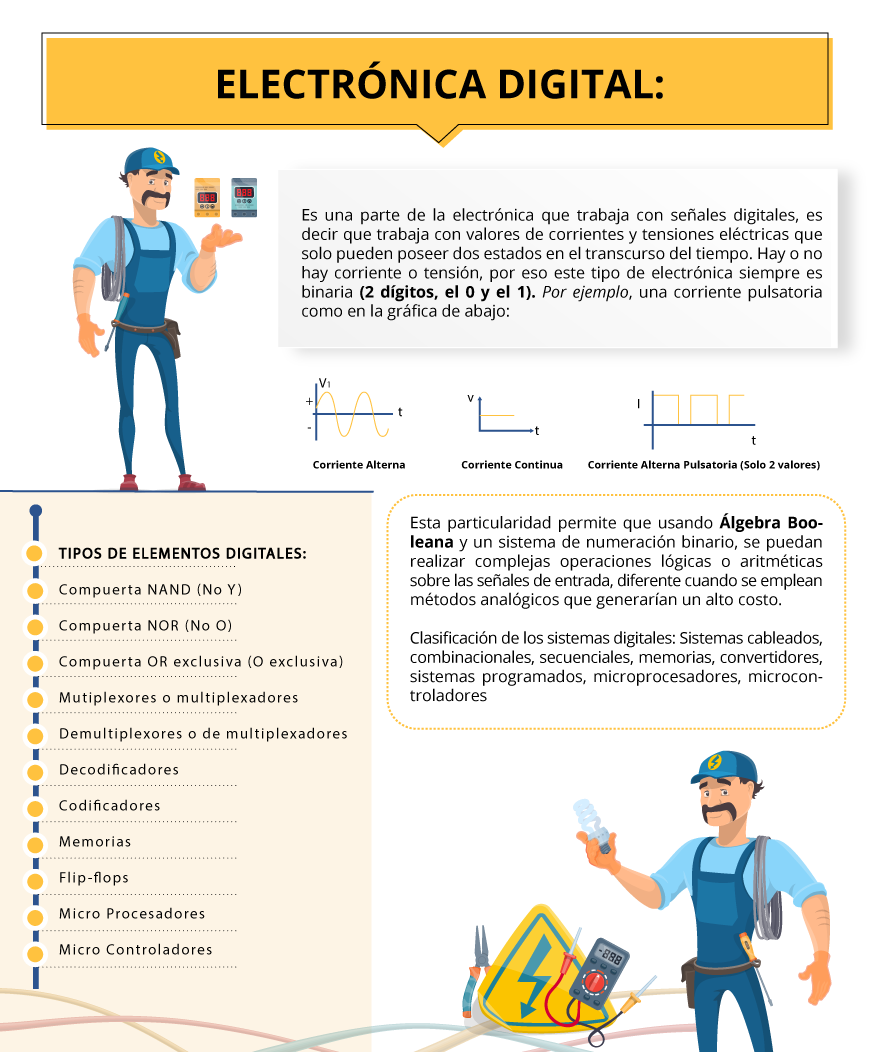 ELECTRÓNICA DIGITAL:
Es una parte de la electrónica que trabaja con señales digitales, es
decir que trabaja con valores de corrientes y tensiones eléctricas que
solo pueden poseer dos estados en el transcurso del tiempo. Hay o no
hay corriente o tensión, por eso este tipo de electrónica siempre es
binaria (2 dígitos, el 0 y el 1). Por ejemplo, una corriente pulsatoria
como en la gráfica de abajo:
V1
+
-
t
Corriente Alterna
v
t
Corriente Continua
I
t
Corriente Alterna Pulsatoria (Solo 2 valores)
TIPOS DE ELEMENTOS DIGITALES:
Compuerta NAND (No Y)
Compuerta NOR (No O)
Compuerta OR exclusiva (O exclusiva)
Mutiplexores o multiplexadores
Demultiplexores o de multiplexadores
Decodificadores
Codificadores
Memorias
Flip-flops
Micro Procesadores
Micro Controladores
Esta particularidad permite que usando Álgebra Boo-
leana y un sistema de numeración binario, se puedan
realizar complejas operaciones lógicas o aritméticas
sobre las señales de entrada, diferente cuando se emplean
métodos analógicos que generarían un alto costo.
Clasificación de los sistemas digitales: Sistemas cableados,
combinacionales, secuenciales, memorias, convertidores,
sistemas programados, microprocesadores, microcon-
troladores